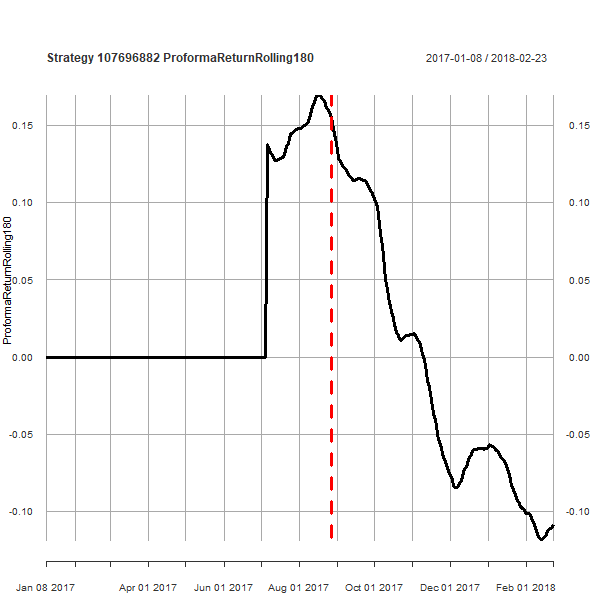 Strategy 107696882 ProformaReturnRolling180
2017-01-08 / 2018-02-23
ProformaReturnRolling180
0.15 0.15
0.10 0.10
0.05 0.05
0.00 0.00
-0.05 -0.05
-0.10 -0.10
Jan 08 2017 Apr 01 2017 Jun 01 2017 Aug 01 2017 Oct 01 2017 Dec 01 2017 Feb 01 2018